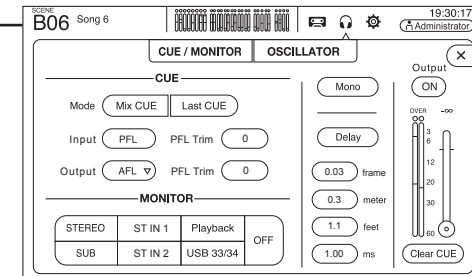 SCENE
B06 Song 6
19:30:17
Administrator
CUE / MONITOR
OSCILLATOR
CUE
Mode
Mix CUE
Last CUE
Input
PFL
PFL Trim
0
Output
AFL
PFL Trim
0
MONITOR
STEREO
ST IN 1
Playback
OFF
SUB
ST IN 2
USB 33/34
Mono
Delay
0.03
frame
0.3
meter
1.1
feet
1.00
ms
Output
ON
OVER
-∞
3
6
12
20
30
60
Clear CUE